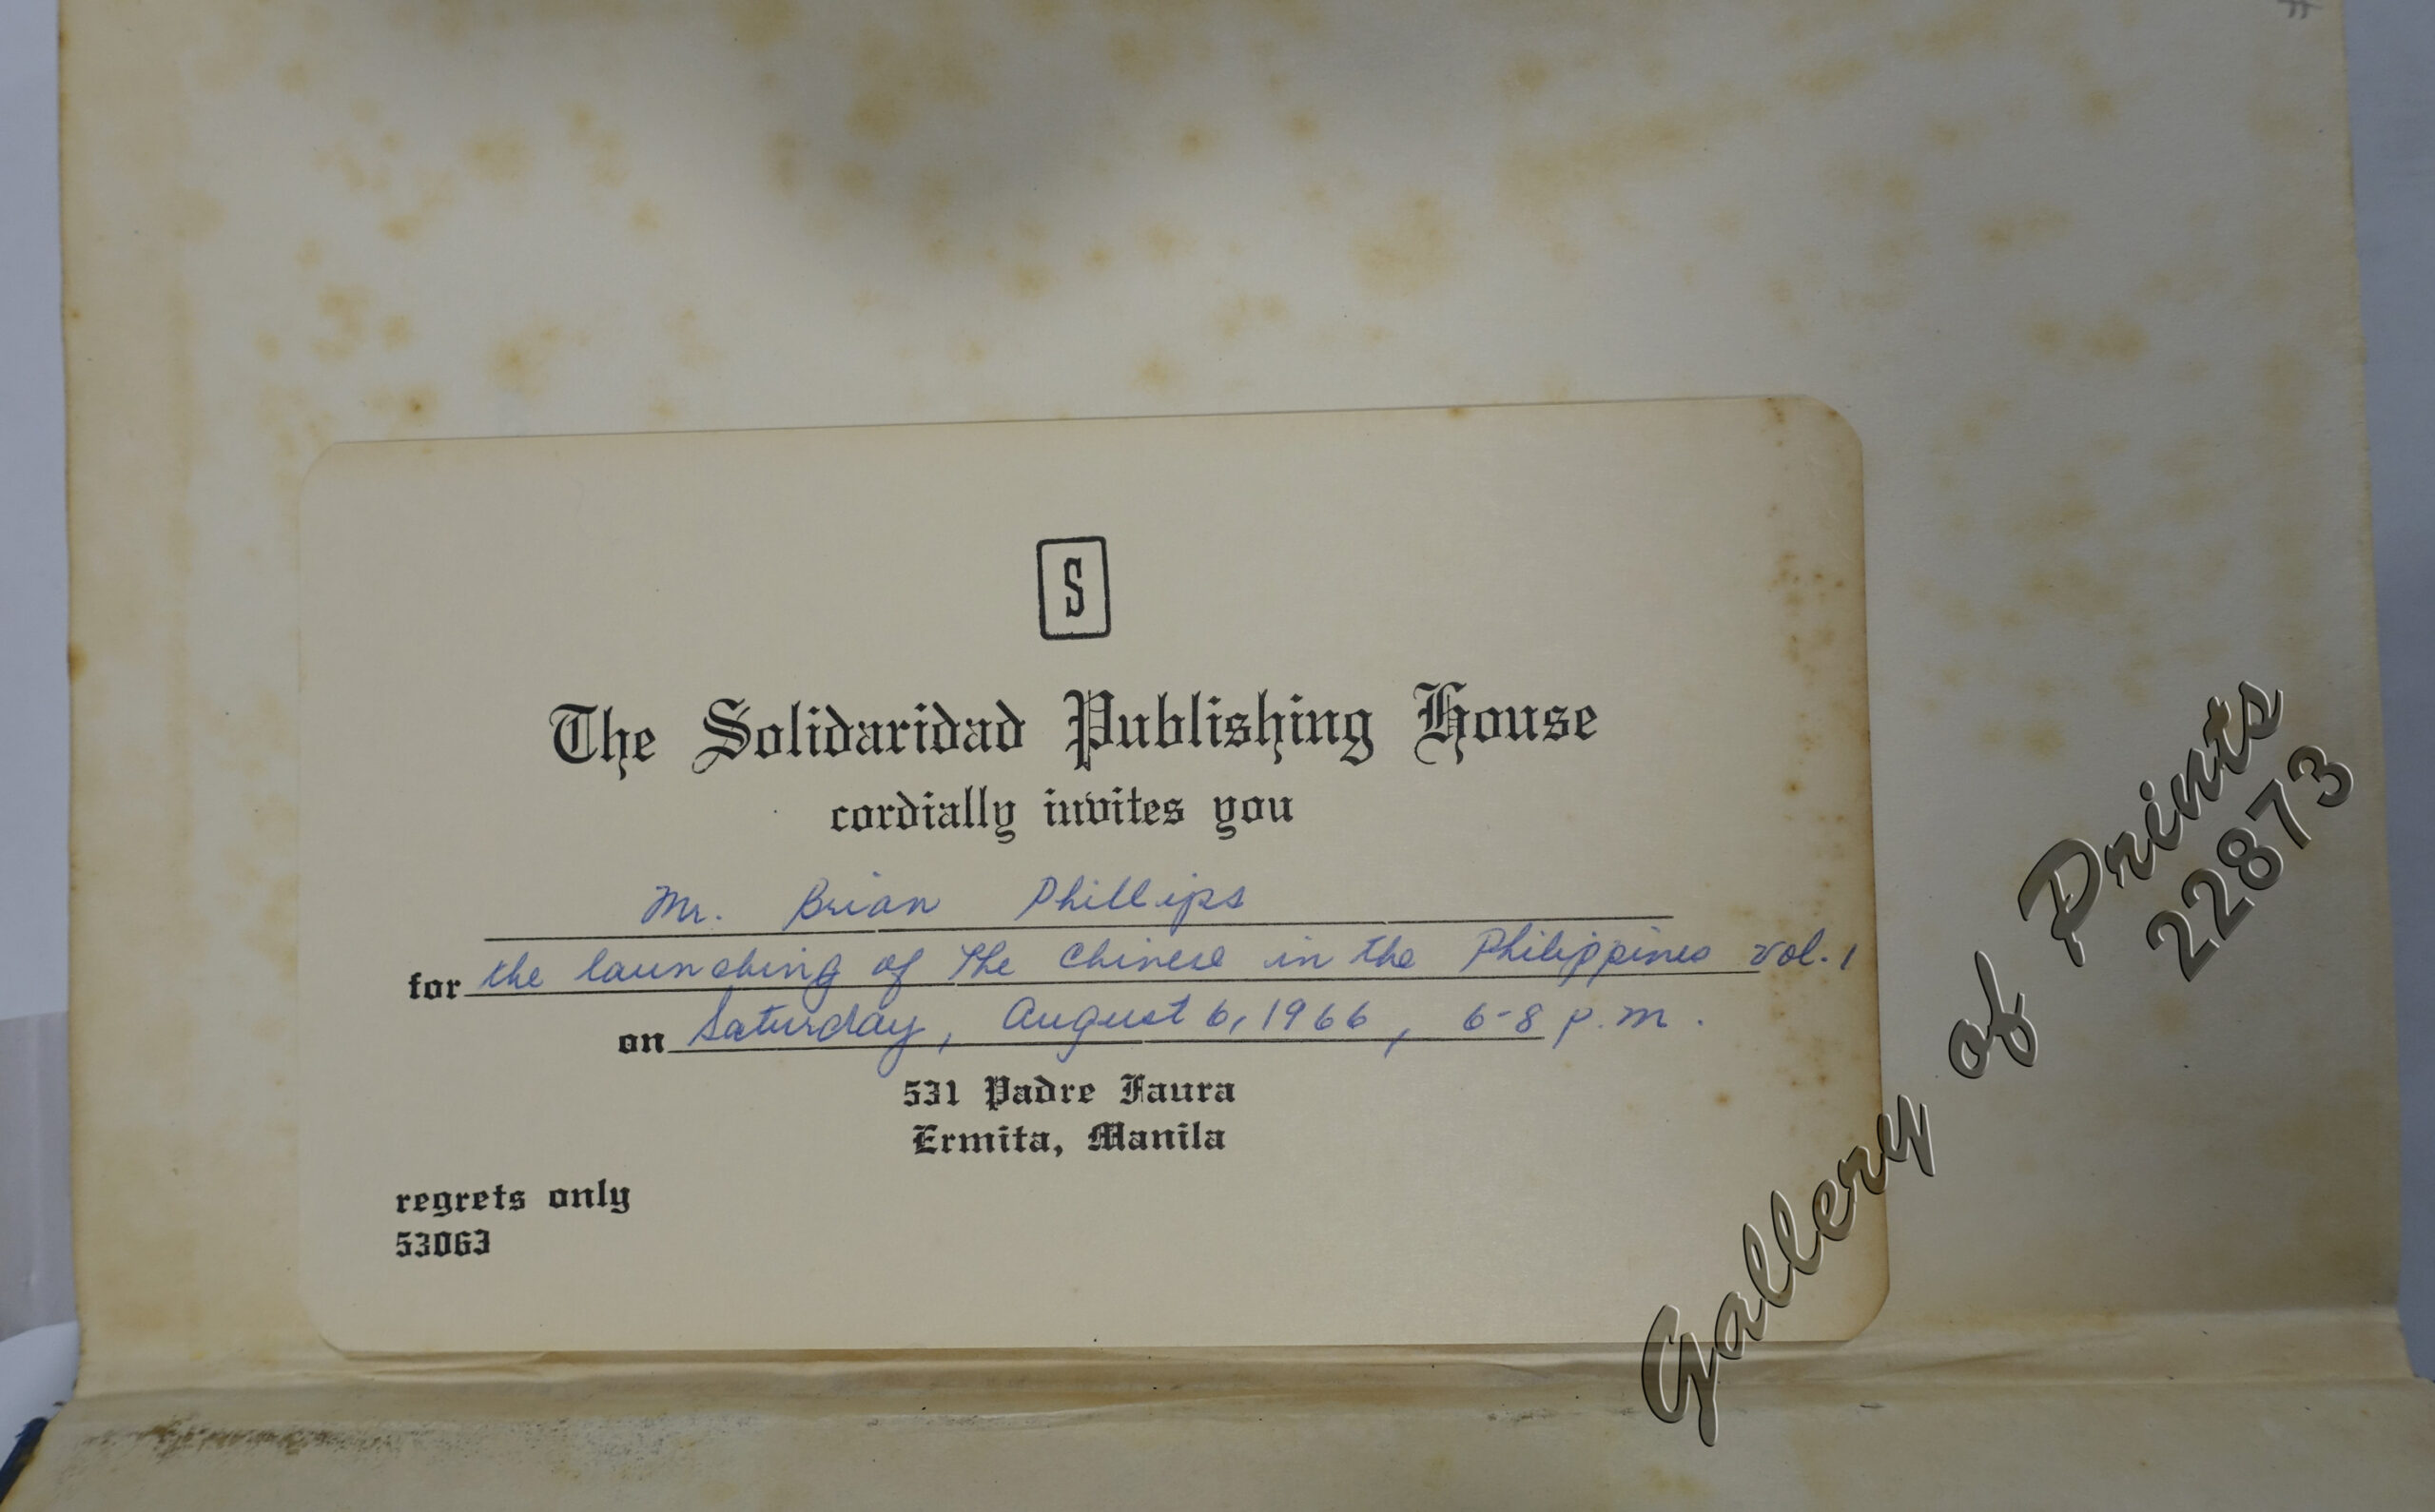 S
The Solidaridad Publishing House
cordially invites you
Mr. Brian Phillips
for the launching of The Chinese in the Philippines vol. 1
on Saturday, August 6, 1966, 6-8 p.m.
531 Padre Faura
Ermita, Manila
regrets only
53063
Gallery of Prints
22873